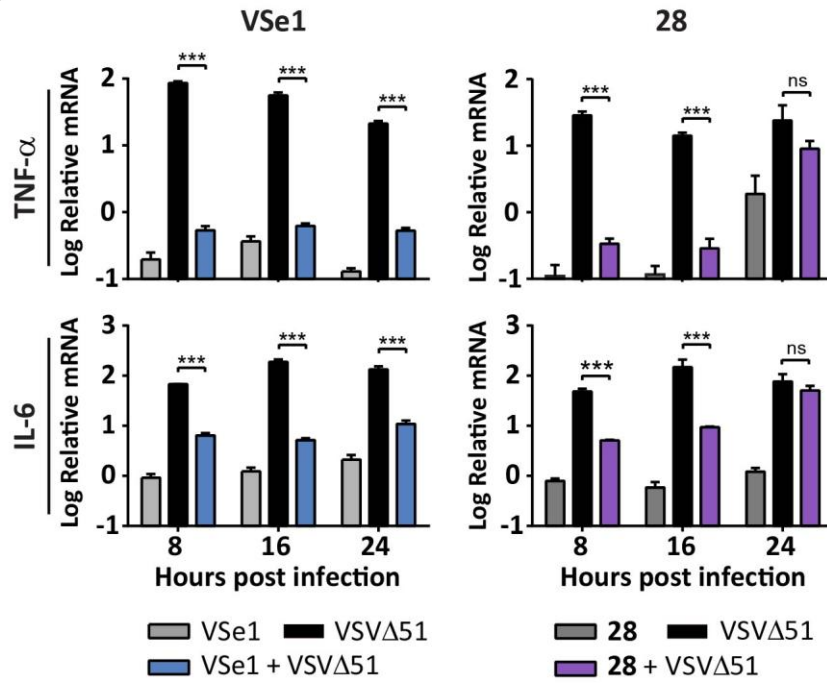 VSe1
28
TNF-α
Log Relative mRNA
2
1
0
-1
***
***
***
Log Relative mRNA
2
1
0
-1
***
***
ns
IL-6
Log Relative mRNA
3
2
1
0
-1
***
***
***
8 16 24
Hours post infection
Log Relative mRNA
3
2
1
0
-1
***
***
ns
8 16 24
Hours post infection
VSe1 VSVΔ51
VSe1 + VSVΔ51
28 VSVΔ51
28 + VSVΔ51